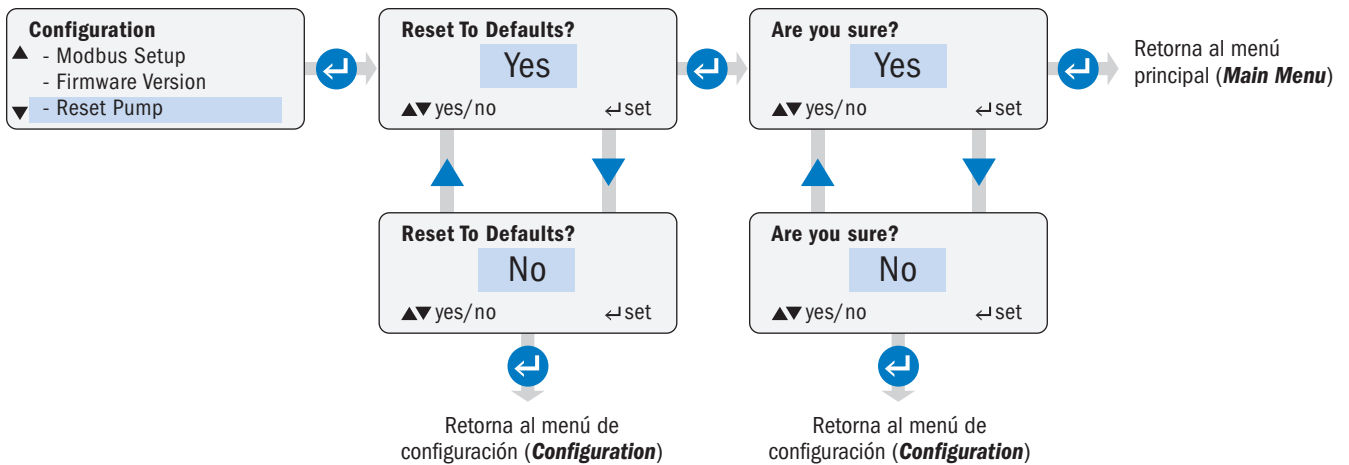 Configuration
- Modbus Setup
- Firmware Version
- Reset Pump
Reset To Defaults?
Yes
▲▼ yes/no ↵ set
Are you sure?
Yes
▲▼ yes/no ↵ set
Retorna al menú
principal (Main Menu)
Reset To Defaults?
No
▲▼ yes/no ↵ set
Are you sure?
No
▲▼ yes/no ↵ set
Retorna al menú de
configuración (Configuration)
Retorna al menú de
configuración (Configuration)